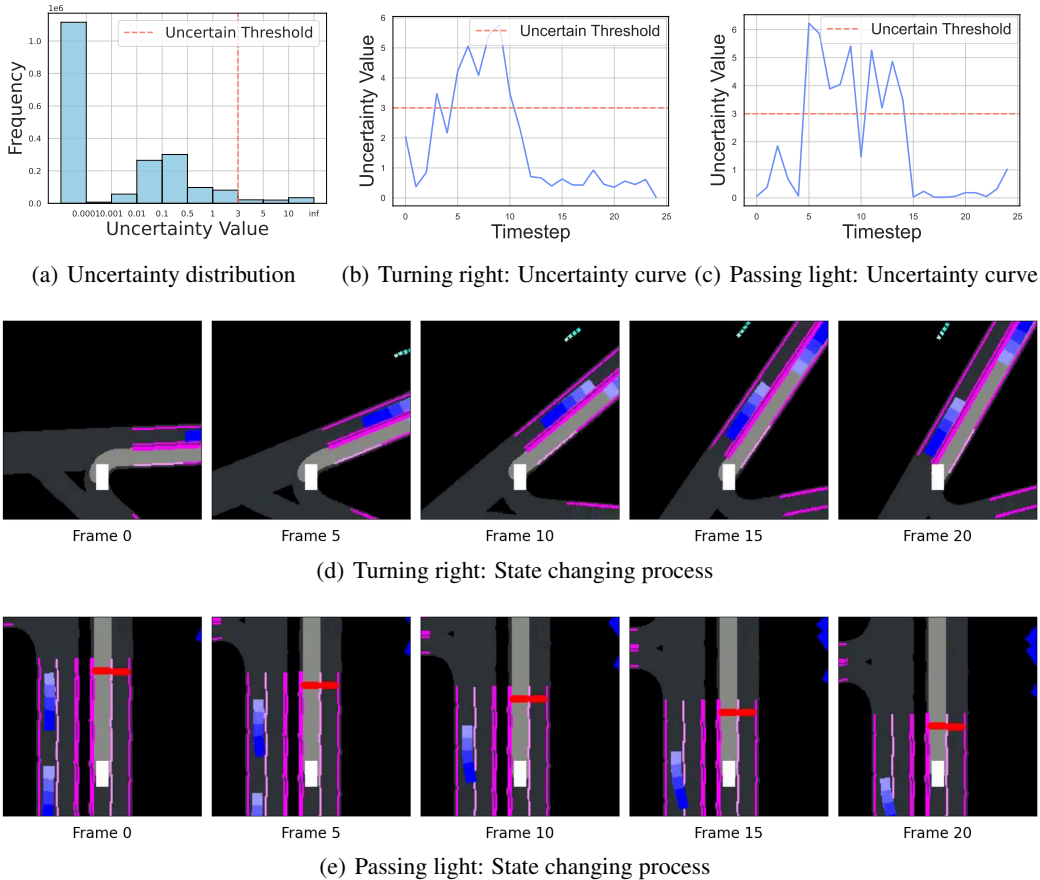 1e6
1.0
0.8
0.6
0.4
0.2
0.0
Frequency
Uncertain Threshold
0.0001 0.001 0.01 0.1 0.5 1 3 5 10 inf
Uncertainty Value
6
5
4
3
2
1
0
Uncertainty Value
Uncertain Threshold
0 5 10 15 20 25
Timestep
6
5
4
3
2
1
0
Uncertainty Value
Uncertain Threshold
0 5 10 15 20 25
Timestep
(a) Uncertainty distribution
(b) Turning right: Uncertainty curve
(c) Passing light: Uncertainty curve
Frame 0 Frame 5 Frame 10 Frame 15 Frame 20
(d) Turning right: State changing process
Frame 0 Frame 5 Frame 10 Frame 15 Frame 20
(e) Passing light: State changing process